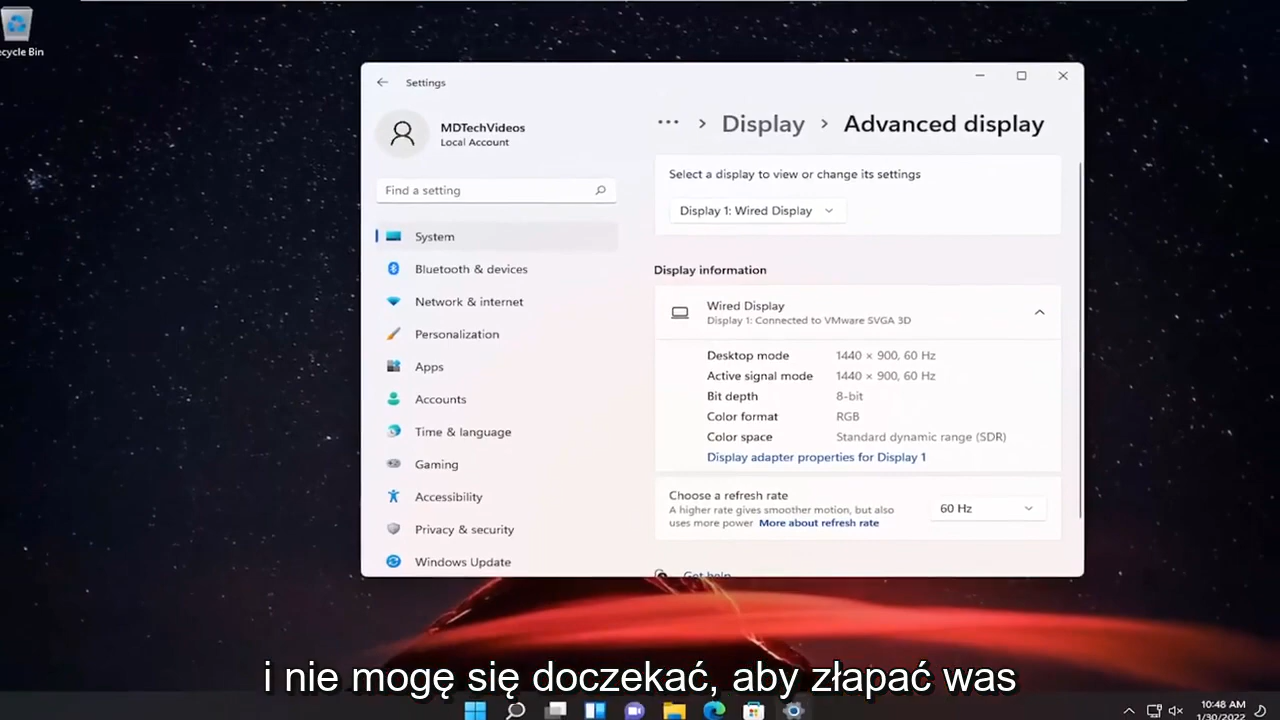 Recycle Bin
Settings
MDTechVideos
Local Account
Find a setting
System
Bluetooth & devices
Network & internet
Personalization
Apps
Accounts
Time & language
Gaming
Accessibility
Privacy & security
Windows Update
··· › Display › Advanced display
Select a display to view or change its settings
Display 1: Wired Display
Display information
Wired Display
Display 1: Connected to VMware SVGA 3D
Desktop mode 1440 × 900, 60 Hz
Active signal mode 1440 × 900, 60 Hz
Bit depth 8-bit
Color format RGB
Color space Standard dynamic range (SDR)
Display adapter properties for Display 1
Choose a refresh rate
A higher rate gives smoother motion, but also
uses more power More about refresh rate
60 Hz
Get help
i nie mogę się doczekać, aby złapać was
10:48 AM